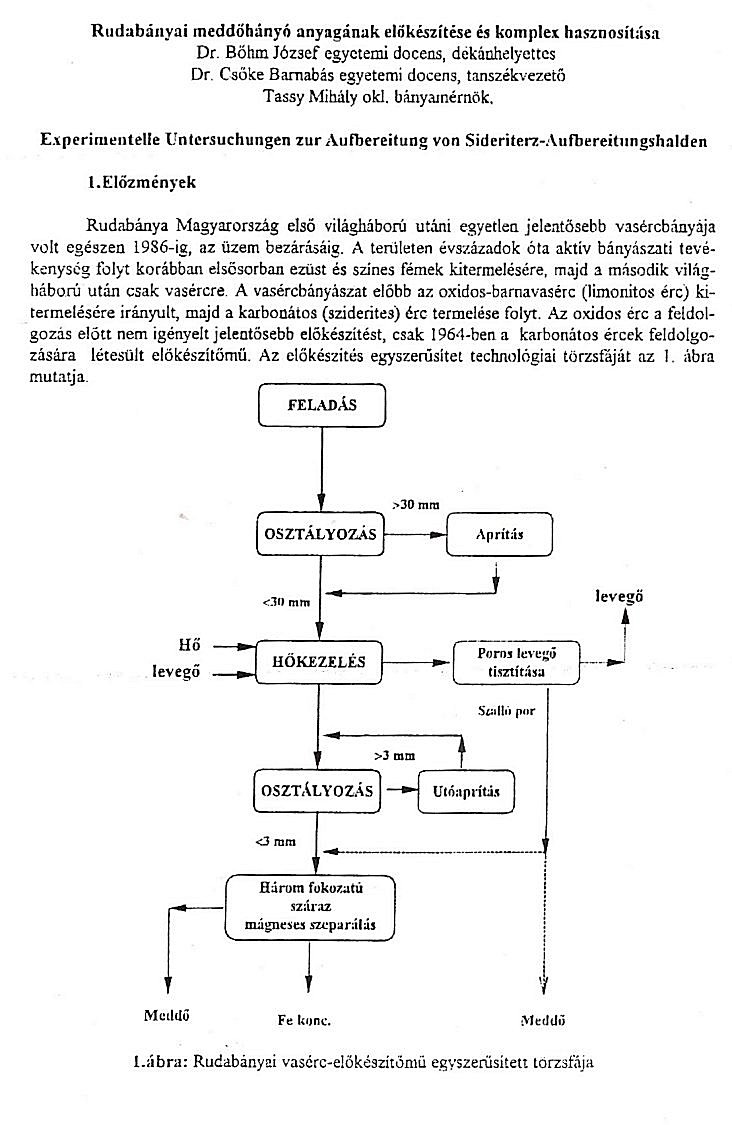 Rudabányai meddőhányó anyagának előkészítése és komplex hasznosítása
Dr. Bőhm József egyetemi docens, dékánhelyettes
Dr. Csőke Barnabás egyetemi docens, tanszékvezető
Tassy Mihály okl. bányamérnök.
Experimentelle Untersuchungen zur Aufbereitung von Sideriterz-Aufbereitungshalden
1.Előzmények
Rudabánya Magyarország első világháború utáni egyetlen jelentősebb vasércbányája
volt egészen 1986-ig, az üzem bezárásáig. A területen évszázadok óta aktív bányászati tevé-
kenység folyt korábban elsősorban ezüst és színes fémek kitermelésére, majd a második világ-
háború után csak vasércre. A vasércbányászat előbb az oxidos-barnavasérc (limonitos érc) ki-
termelésére irányult, majd a karbonátos (sziderites) érc termelése folyt. Az oxidos érc a feldol-
gozás előtt nem igényelt jelentősebb előkészítést, csak 1964-ben a karbonátos ércek feldolgo-
zására létesült előkészítőmű. Az előkészítés egyszerűsítet technológiai törzsfáját az 1. ábra
mutatja.
FELADÁS
>30 mm
OSZTÁLYOZÁS
Aprítás
<30 mm
levegő
Hő
levegő
HŐKEZELÉS
Poros levegő
tisztítása
Szálló por
>3 mm
OSZTÁLYOZÁS
Utóaprítás
<3 mm
Három fokozatú
száraz
mágneses szeparálás
Meddő
Fe konc.
Meddő
1.ábra: Rudabányai vasérc-előkészítőmű egyszerűsített törzsfája